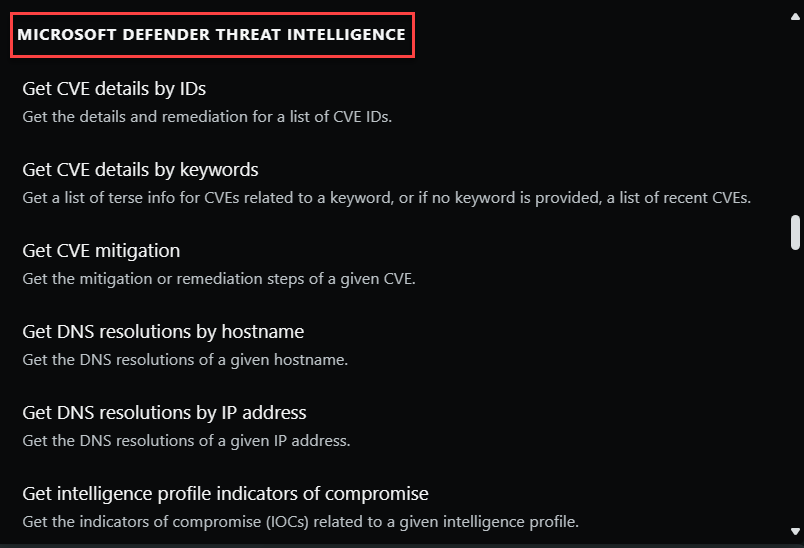 MICROSOFT DEFENDER THREAT INTELLIGENCE
Get CVE details by IDs
Get the details and remediation for a list of CVE IDs.
Get CVE details by keywords
Get a list of terse info for CVEs related to a keyword, or if no keyword is provided, a list of recent CVEs.
Get CVE mitigation
Get the mitigation or remediation steps of a given CVE.
Get DNS resolutions by hostname
Get the DNS resolutions of a given hostname.
Get DNS resolutions by IP address
Get the DNS resolutions of a given IP address.
Get intelligence profile indicators of compromise
Get the indicators of compromise (IOCs) related to a given intelligence profile.